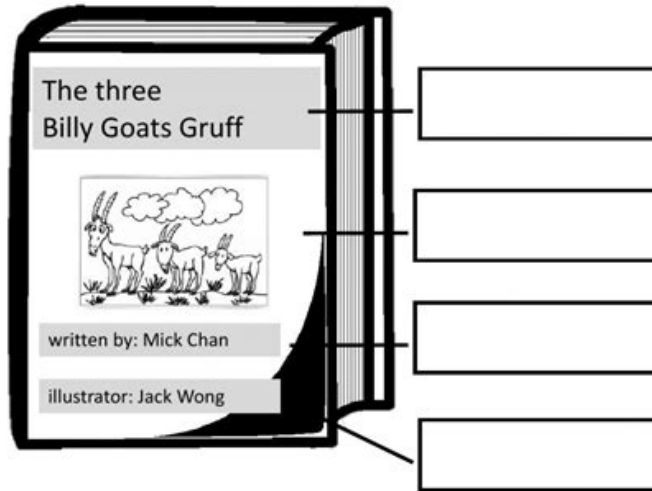 The three
Billy Goats Gruff
written by: Mick Chan
illustrator: Jack Wong